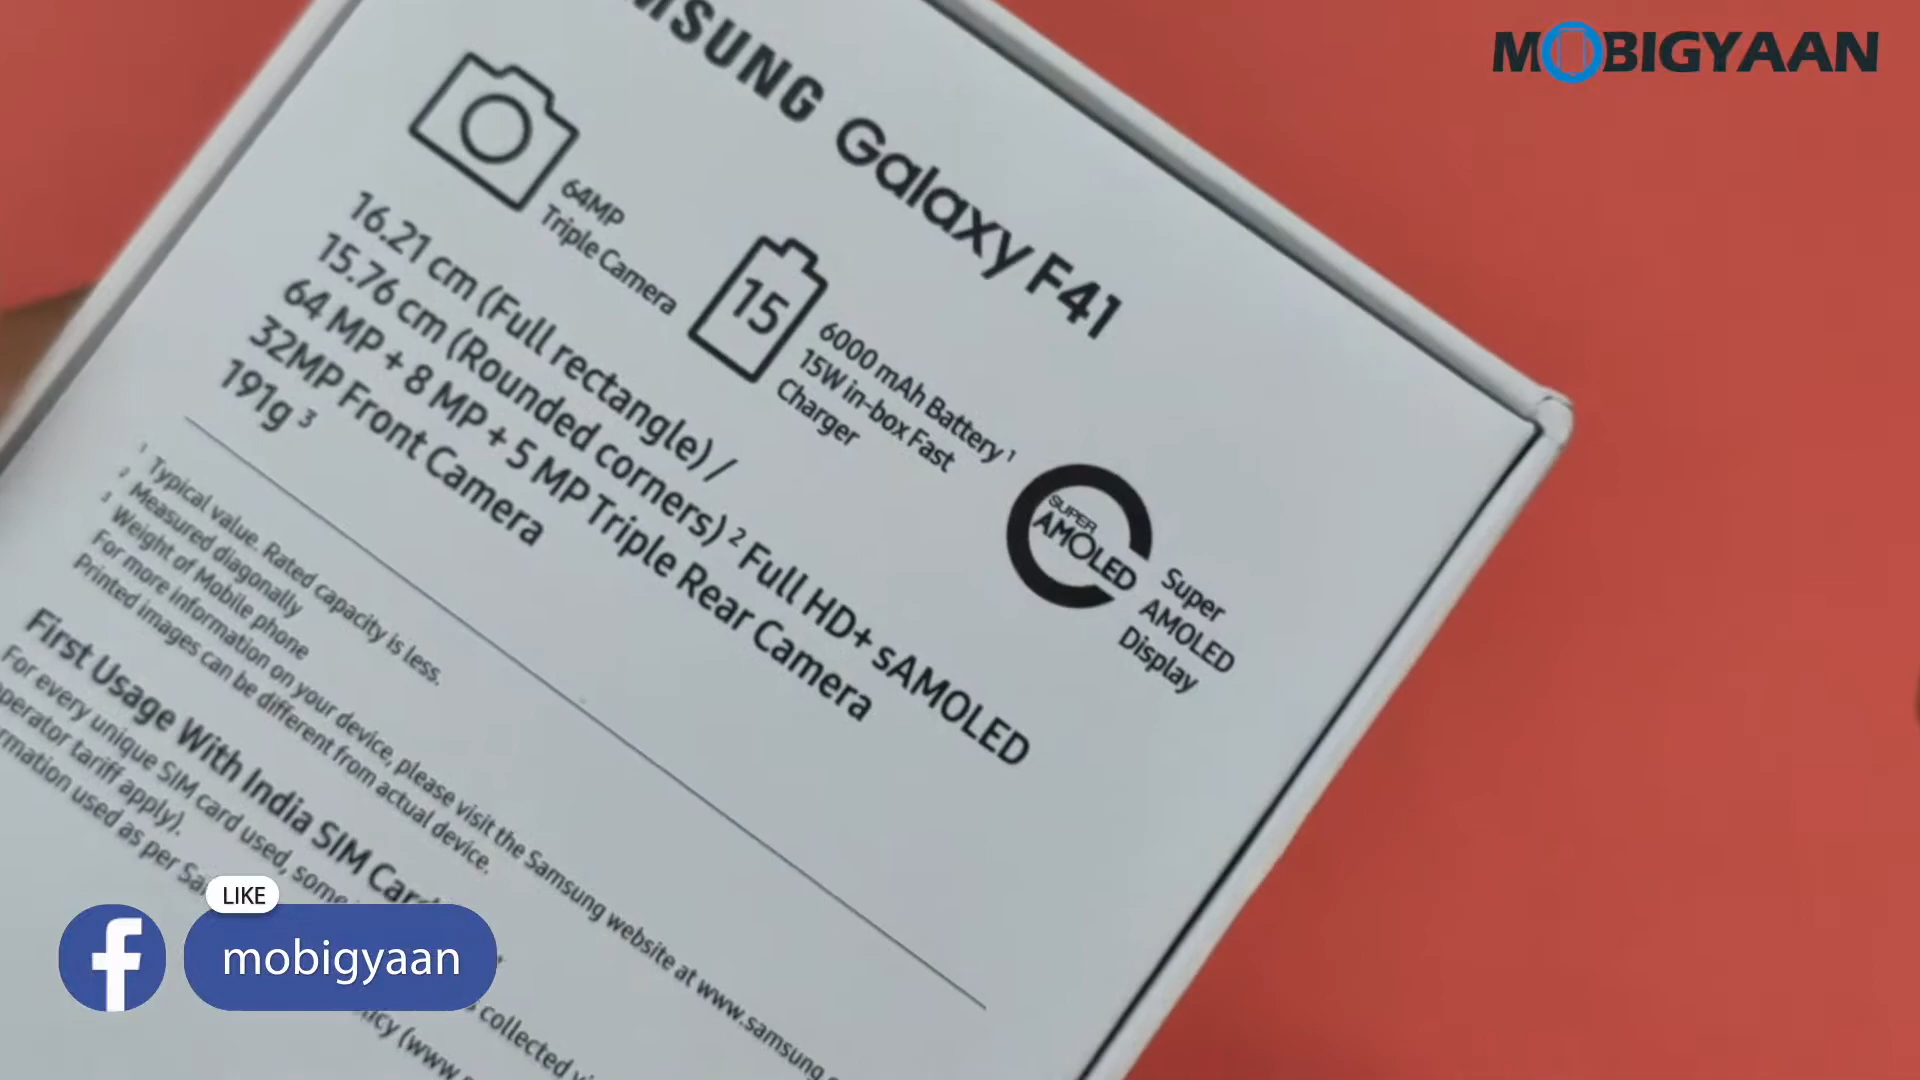 MOBIGYAAN
Galaxy F41
64MP
Triple Camera
15
6000 mAh Battery ¹
15W in-box Fast
Charger
SUPER
AMOLED
Super
AMOLED
Display
16.21 cm (Full rectangle) /
15.76 cm (Rounded corners) ² Full HD+ sAMOLED
64 MP + 8 MP + 5 MP Triple Rear Camera
32MP Front Camera
191g ³
¹ Typical value. Rated capacity is less.
² Measured diagonally
³ Weight of Mobile phone
For more information on your device, please visit the Samsung website at www.samsung.
Printed images can be different from actual device.
First Usage With India SIM Card
For every unique SIM card used, some
tariff apply).
used as per
collected
(www.
LIKE
mobigyaan